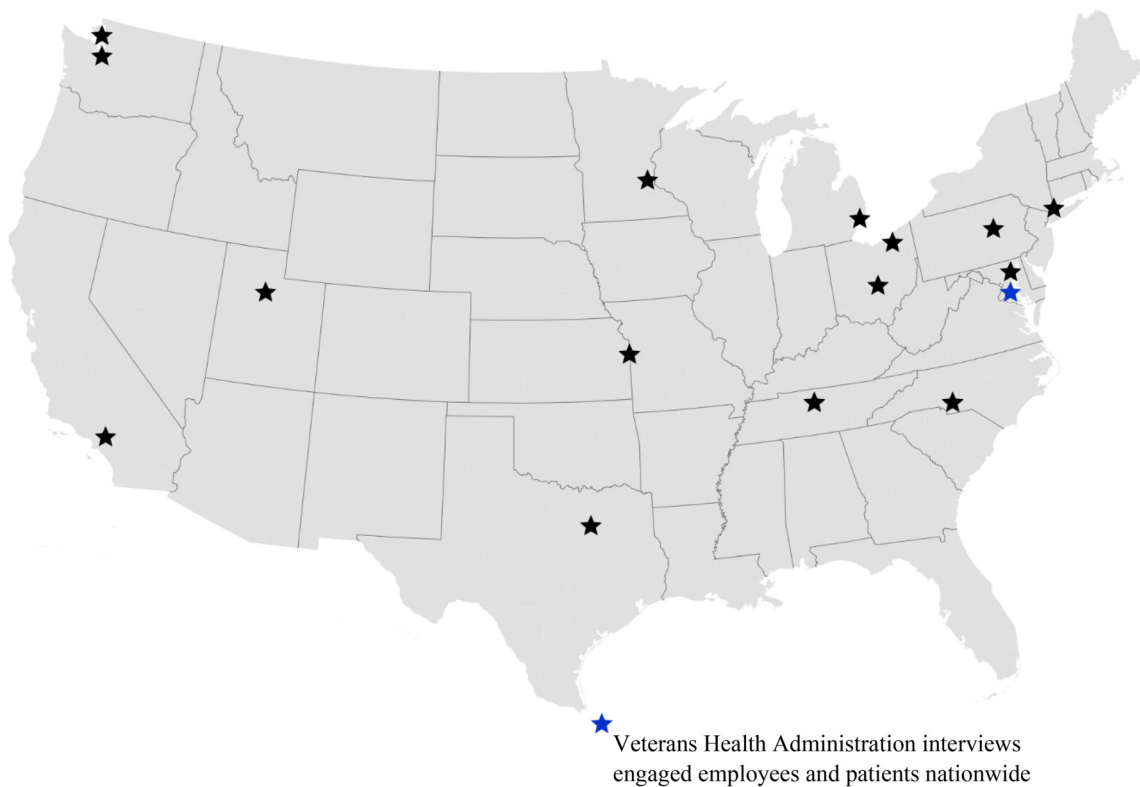 Veterans Health Administration interviews
engaged employees and patients nationwide